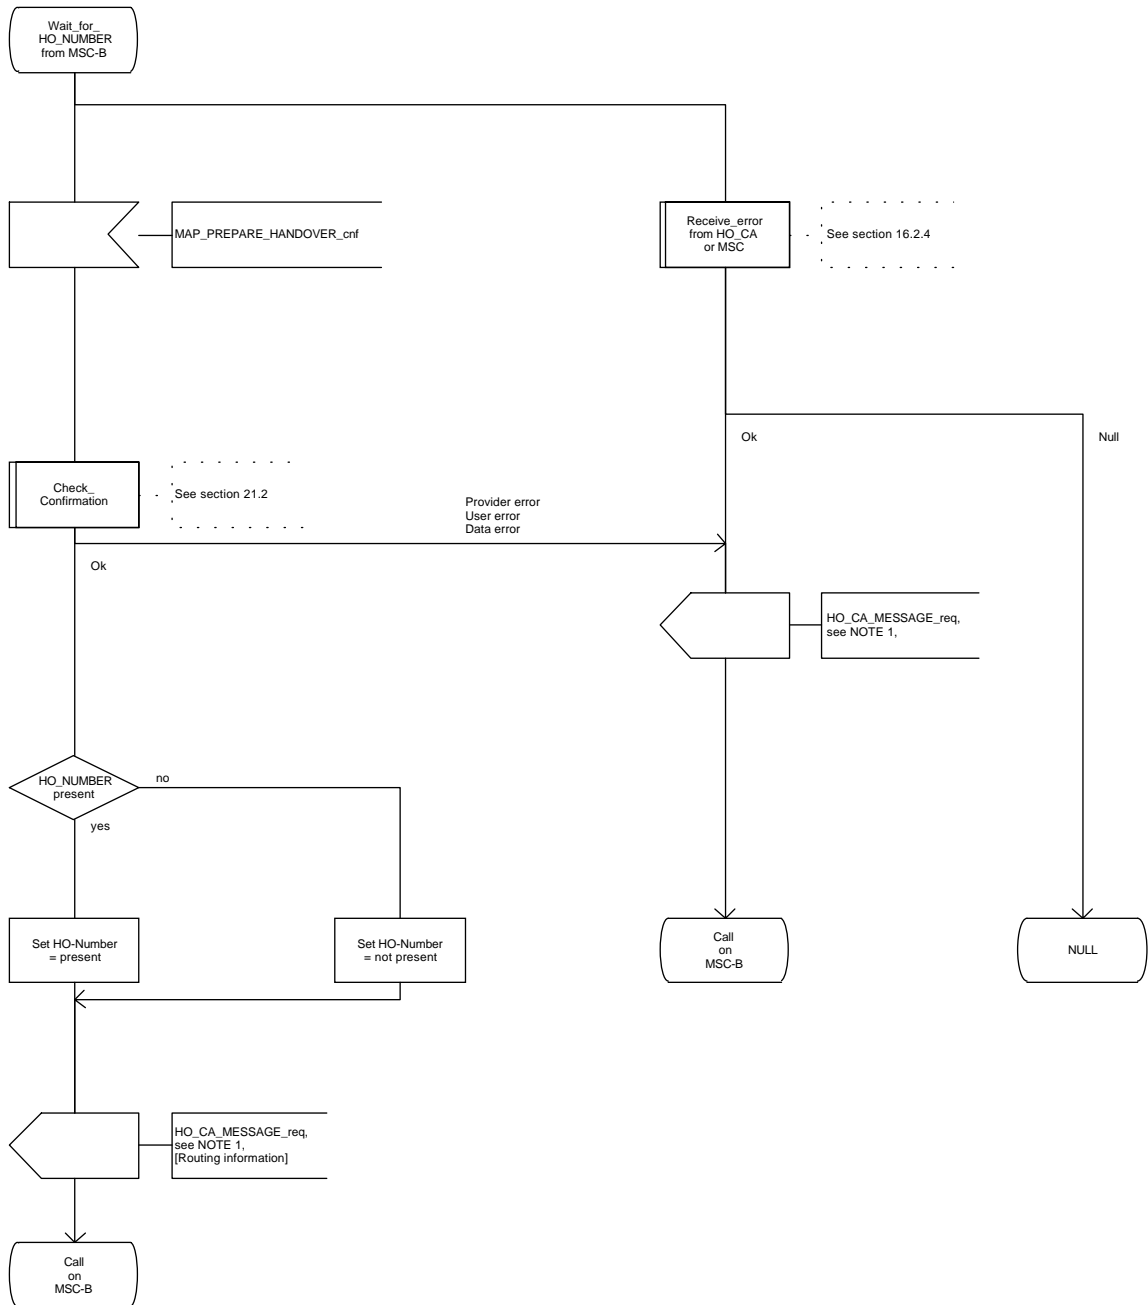 Wait_for_
HO_NUMBER
from MSC-B
MAP_PREPARE_HANDOVER_cnf
Receive_error
from HO_CA
or MSC
See section 16.2.4
Ok
Null
Check_
Confirmation
See section 21.2
Provider error
User error
Data error
Ok
HO_CA_MESSAGE_req,
see NOTE 1,
HO_NUMBER
present
no
yes
Set HO-Number
= present
Set HO-Number
= not present
Call
on
MSC-B
NULL
HO_CA_MESSAGE_req,
see NOTE 1,
[Routing information]
Call
on
MSC-B